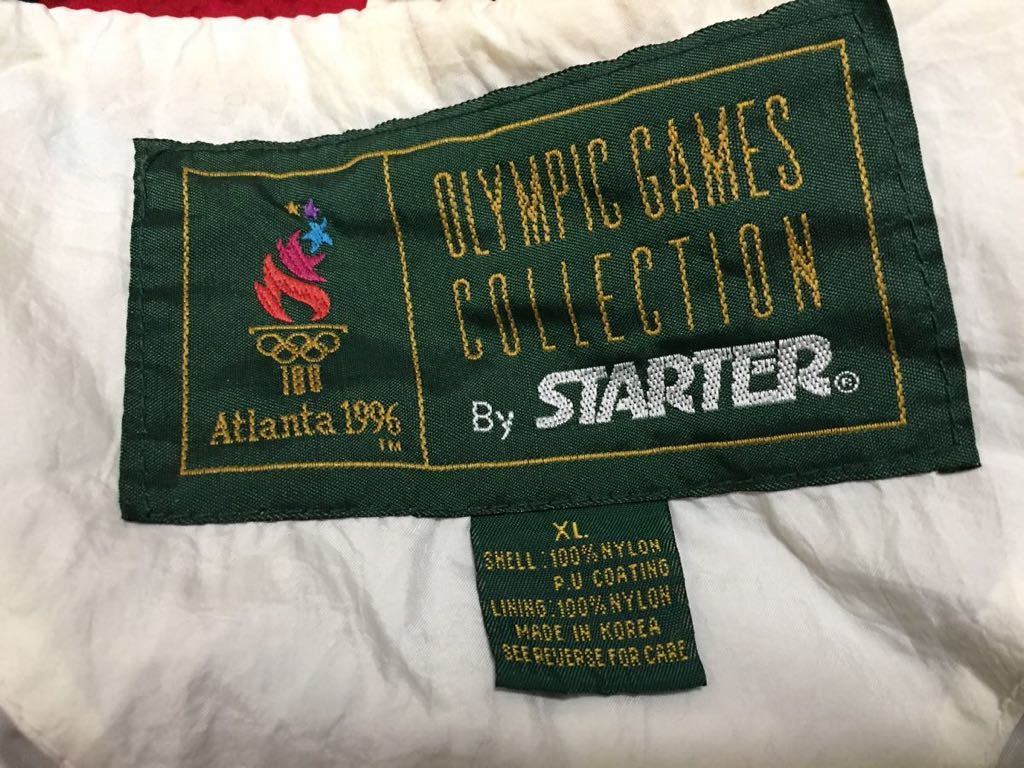 100
Atlanta 1996
TM
OLYMPIC GAMES
COLLECTION
By STARTER®
XL
SHELL : 100% NYLON
P.U COATING
LINING : 100% NYLON
MADE IN KOREA
SEE REVERSE FOR CARE